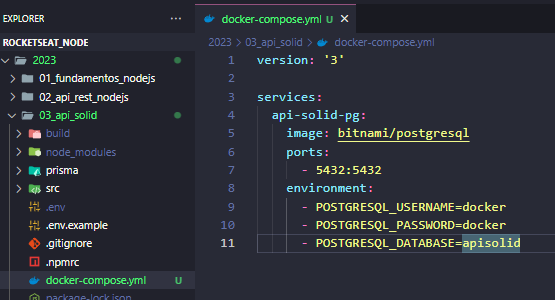 EXPLORER
···
docker-compose.yml U ×
ROCKETSEAT_NODE
2023
01_fundamentos_nodejs
02_api_rest_nodejs
03_api_solid
build
node_modules
prisma
src
.env
.env.example
.gitignore
.npmrc
docker-compose.yml U
package-lock.json
2023 > 03_api_solid > docker-compose.yml
1 version: '3'
2
3 services:
4 api-solid-pg:
5 image: bitnami/postgresql
6 ports:
7 - 5432:5432
8 environment:
9 - POSTGRESQL_USERNAME=docker
10 - POSTGRESQL_PASSWORD=docker
11 - POSTGRESQL_DATABASE=apisolid